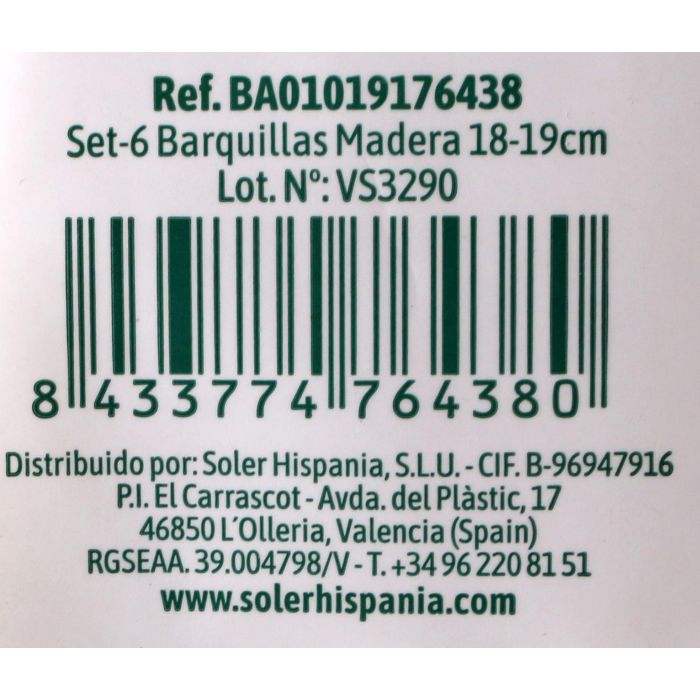 Ref. BA01019176438
Set-6 Barquillas Madera 18-19cm
Lot. Nº: VS3290
8 433774 764380
Distribuido por: Soler Hispania, S.L.U. - CIF. B-96947916
P.I. El Carrascot - Avda. del Plàstic, 17
46850 L´Olleria, Valencia (Spain)
RGSEAA. 39.004798/V - T. +34 96 220 81 51
www.solerhispania.com